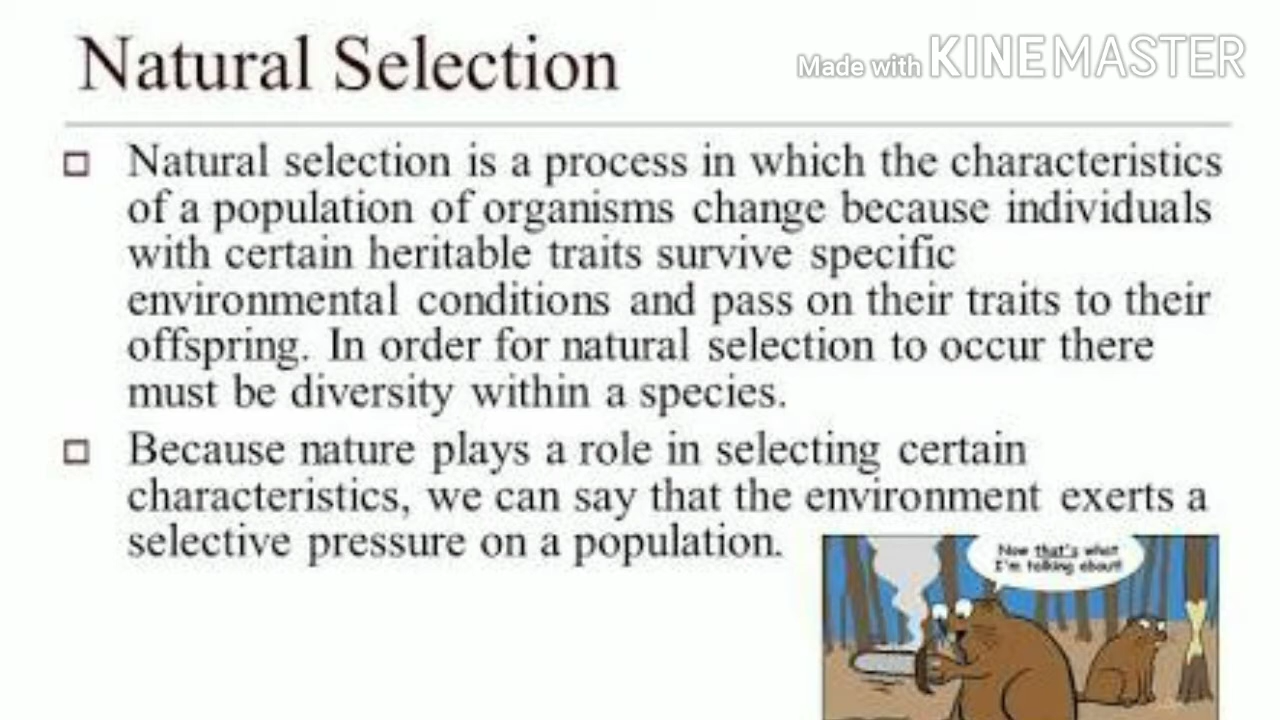 Natural Selection
Made with KINEMASTER
Natural selection is a process in which the characteristics
of a population of organisms change because individuals
with certain heritable traits survive specific
environmental conditions and pass on their traits to their
offspring. In order for natural selection to occur there
must be diversity within a species.
Because nature plays a role in selecting certain
characteristics, we can say that the environment exerts a
selective pressure on a population.
Now that's what
I'm talking about!